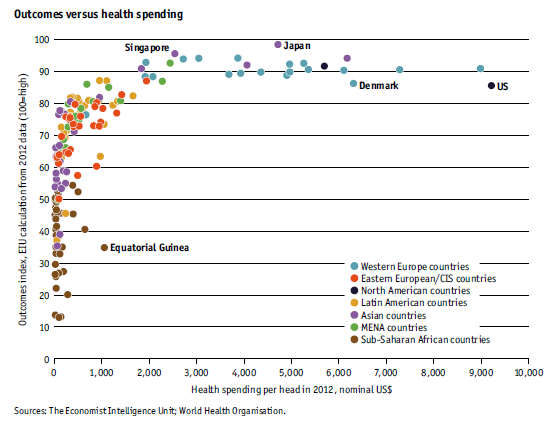 Outcomes versus health spending
Outcomes index, EIU calculation from 2012 data (100=high)
100
90
80
70
60
50
40
30
20
10
0
Singapore
Japan
Denmark
US
Equatorial Guinea
Western Europe countries
Eastern European/CIS countries
North American countries
Latin American countries
Asian countries
MENA countries
Sub-Saharan African countries
0 1,000 2,000 3,000 4,000 5,000 6,000 7,000 8,000 9,000 10,000
Health spending per head in 2012, nominal US$
Sources: The Economist Intelligence Unit; World Health Organisation.